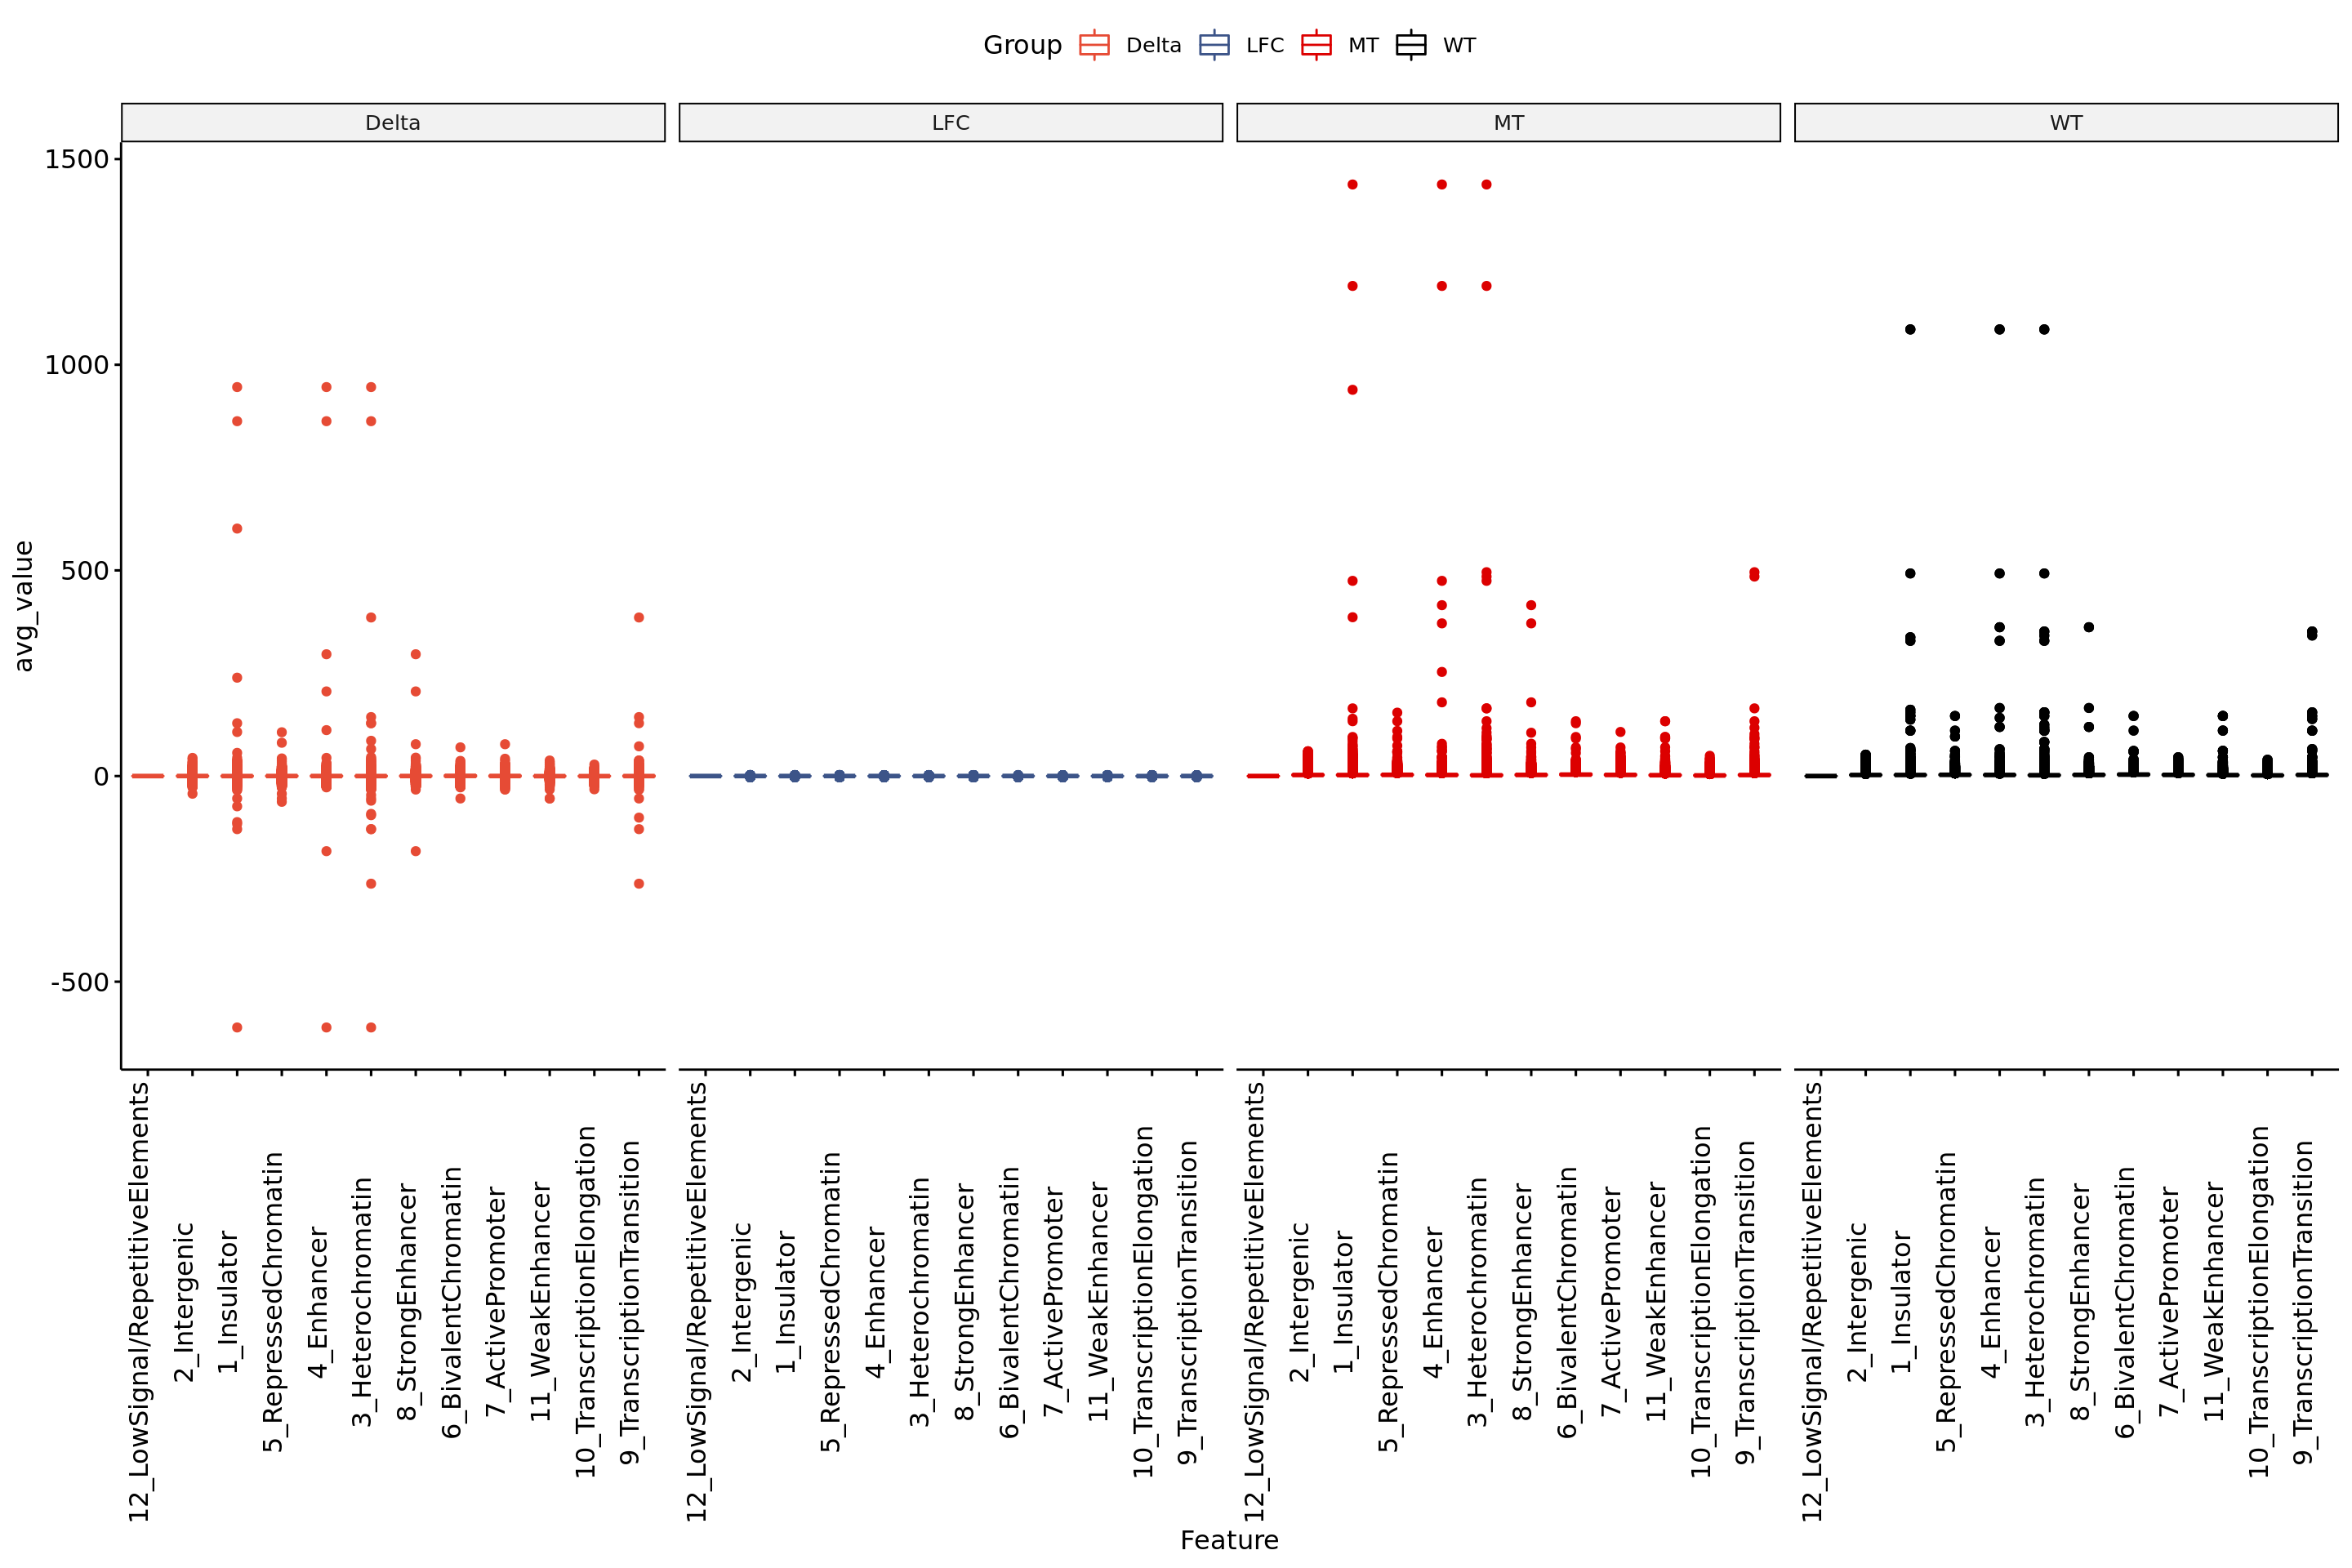 Group Delta LFC MT WT
Delta LFC MT WT
1500
1000
500
0
-500
avg_value
12_LowSignal/RepetitiveElements
2_Intergenic
1_Insulator
5_RepressedChromatin
4_Enhancer
3_Heterochromatin
8_StrongEnhancer
6_BivalentChromatin
7_ActivePromoter
11_WeakEnhancer
10_TranscriptionElongation
9_TranscriptionTransition
12_LowSignal/RepetitiveElements
2_Intergenic
1_Insulator
5_RepressedChromatin
4_Enhancer
3_Heterochromatin
8_StrongEnhancer
6_BivalentChromatin
7_ActivePromoter
11_WeakEnhancer
10_TranscriptionElongation
9_TranscriptionTransition
12_LowSignal/RepetitiveElements
2_Intergenic
1_Insulator
5_RepressedChromatin
4_Enhancer
3_Heterochromatin
8_StrongEnhancer
6_BivalentChromatin
7_ActivePromoter
11_WeakEnhancer
10_TranscriptionElongation
9_TranscriptionTransition
12_LowSignal/RepetitiveElements
2_Intergenic
1_Insulator
5_RepressedChromatin
4_Enhancer
3_Heterochromatin
8_StrongEnhancer
6_BivalentChromatin
7_ActivePromoter
11_WeakEnhancer
10_TranscriptionElongation
9_TranscriptionTransition
Feature